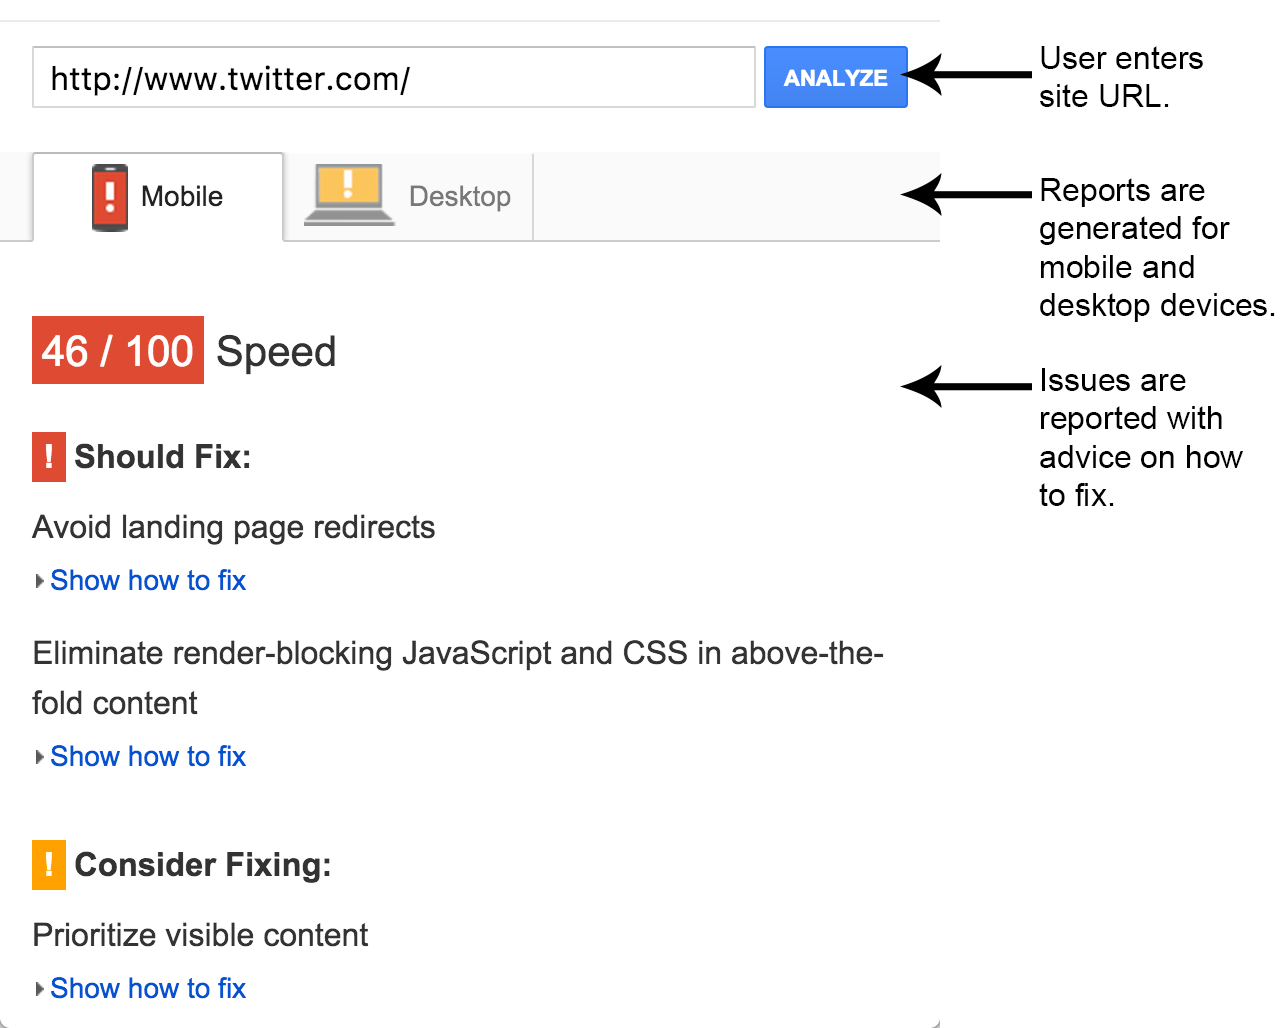 http://www.twitter.com/
ANALYZE
User enters
site URL.
! Mobile
! Desktop
Reports are
generated for
mobile and
desktop devices.
46 / 100 Speed
Issues are
reported with
advice on how
to fix.
! Should Fix:
Avoid landing page redirects
Show how to fix
Eliminate render-blocking JavaScript and CSS in above-the-
fold content
Show how to fix
! Consider Fixing:
Prioritize visible content
Show how to fix